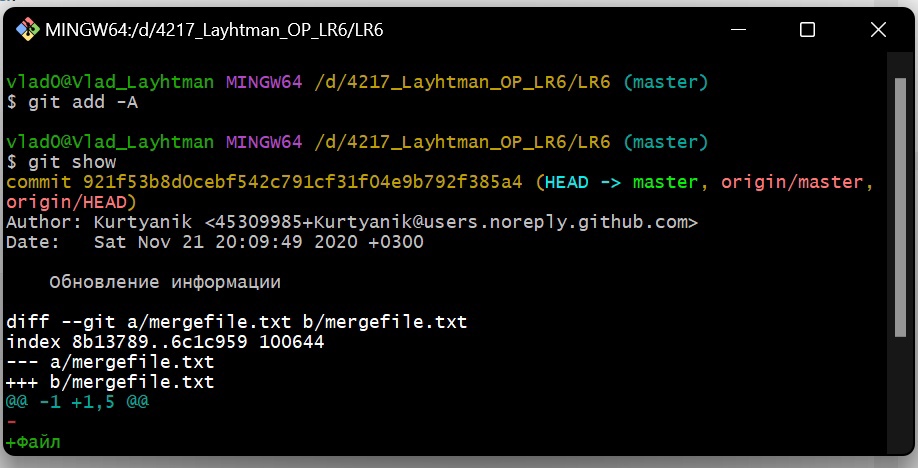 MINGW64:/d/4217_Layhtman_OP_LR6/LR6
vlad0@Vlad_Layhtman MINGW64 /d/4217_Layhtman_OP_LR6/LR6 (master)
$ git add -A
vlad0@Vlad_Layhtman MINGW64 /d/4217_Layhtman_OP_LR6/LR6 (master)
$ git show
commit 921f53b8d0cebf542c791cf31f04e9b792f385a4 (HEAD -> master, origin/master,
origin/HEAD)
Author: Kurtyanik <45309985+Kurtyanik@users.noreply.github.com>
Date:   Sat Nov 21 20:09:49 2020 +0300
Обновление информации
diff --git a/mergefile.txt b/mergefile.txt
index 8b13789..6c1c959 100644
--- a/mergefile.txt
+++ b/mergefile.txt
@@ -1 +1,5 @@
-
+Файл